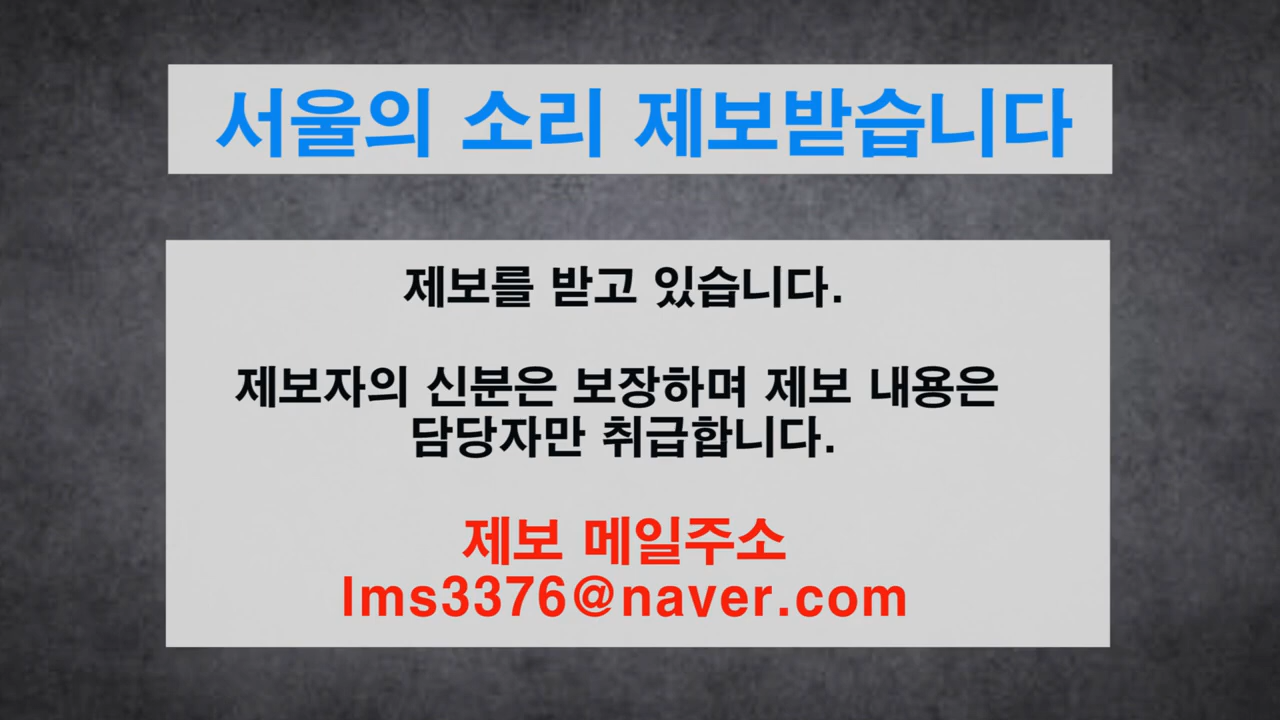 서울의 소리 제보받습니다
제보를 받고 있습니다.
제보자의 신분은 보장하며 제보 내용은
담당자만 취급합니다.
제보 메일주소
lms3376@naver.com